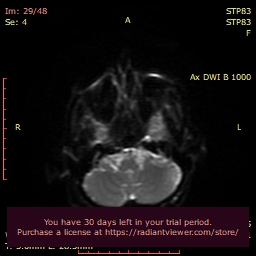 Im: 29/48
Se: 4
A
STP83
STP83
F
Ax DWI B 1000
R
L
You have 30 days left in your trial period.
Purchase a license at https://radiantviewer.com/store/